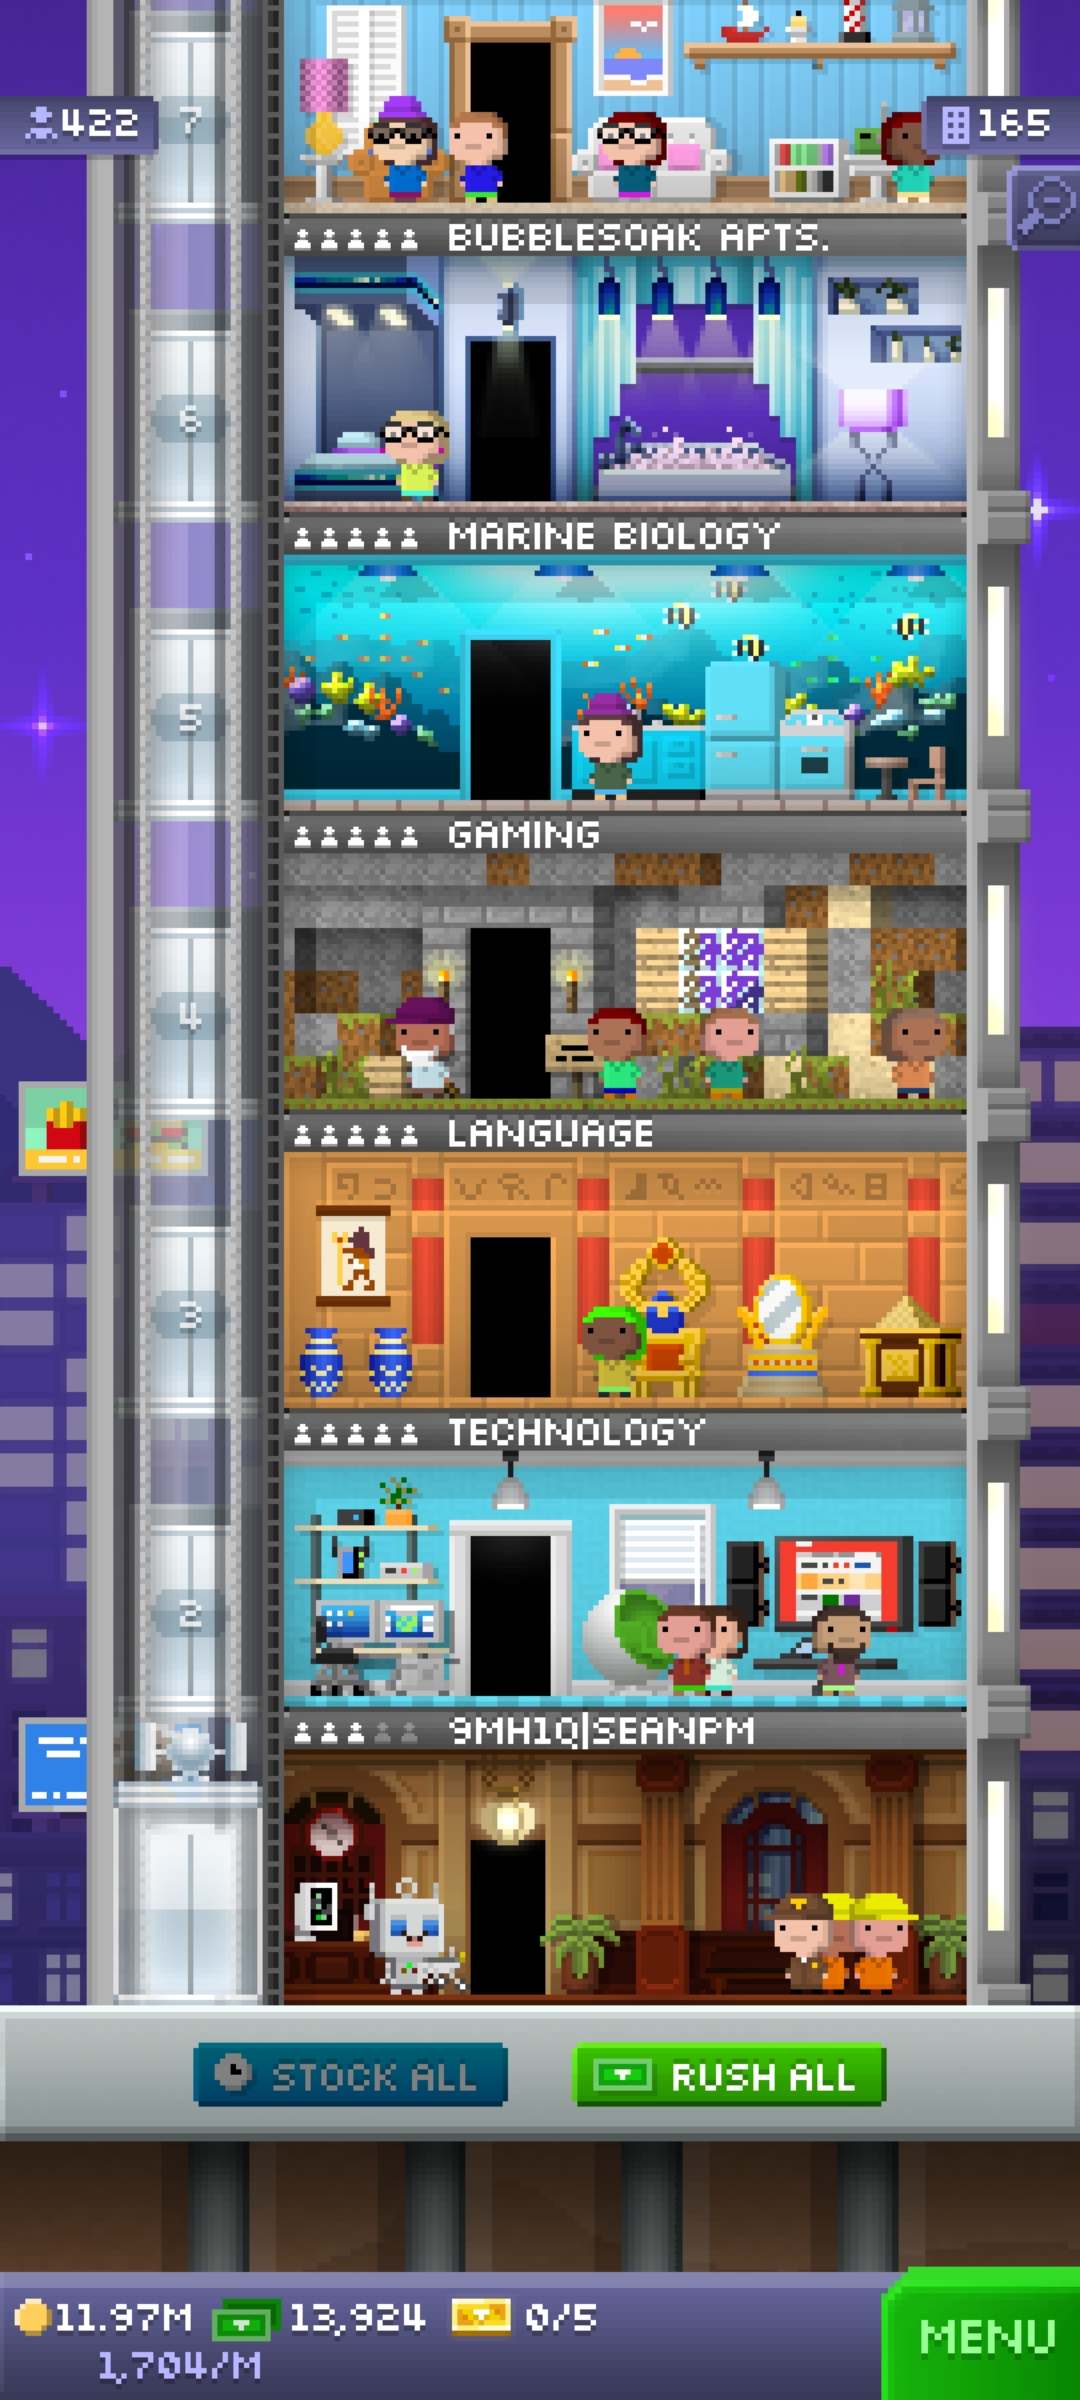 422
7
165
BUBBLESOAK APTS.
6
MARINE BIOLOGY
5
GAMING
4
LANGUAGE
3
TECHNOLOGY
2
9MH1Q|SEANPM
STOCK ALL
RUSH ALL
11.97M
13,924
0/5
1,704/M
MENU